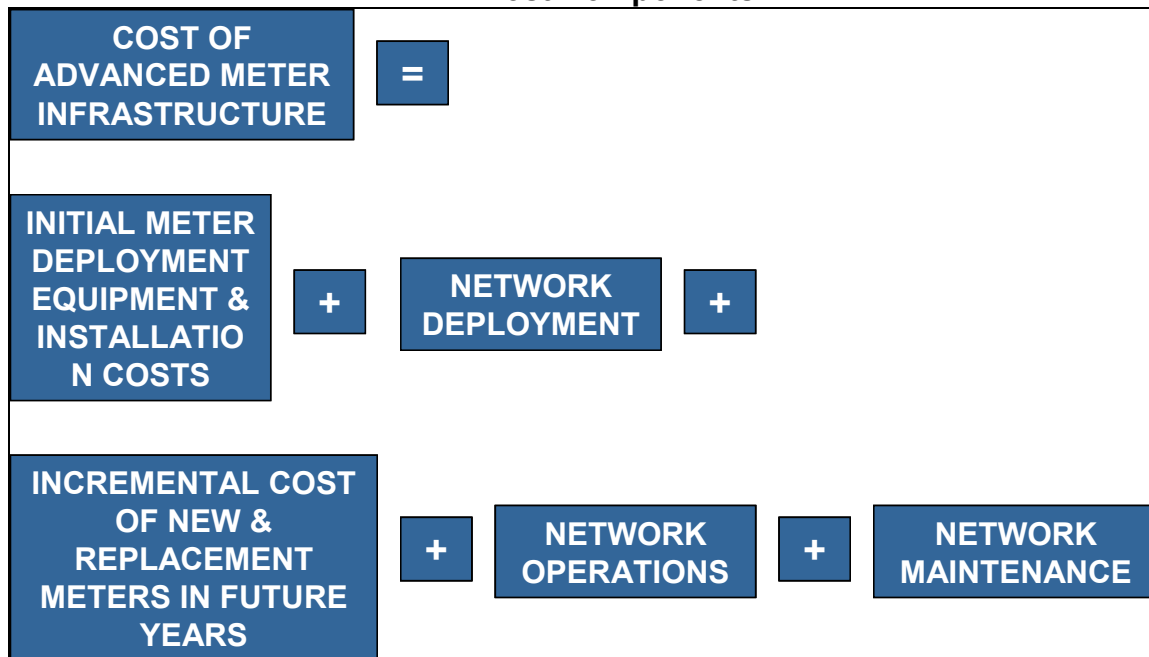 COST OF
ADVANCED METER
INFRASTRUCTURE
=
INITIAL METER
DEPLOYMENT
EQUIPMENT &
INSTALLATIO
N COSTS
+
NETWORK
DEPLOYMENT
+
INCREMENTAL COST
OF NEW &
REPLACEMENT
METERS IN FUTURE
YEARS
+
NETWORK
OPERATIONS
+
NETWORK
MAINTENANCE